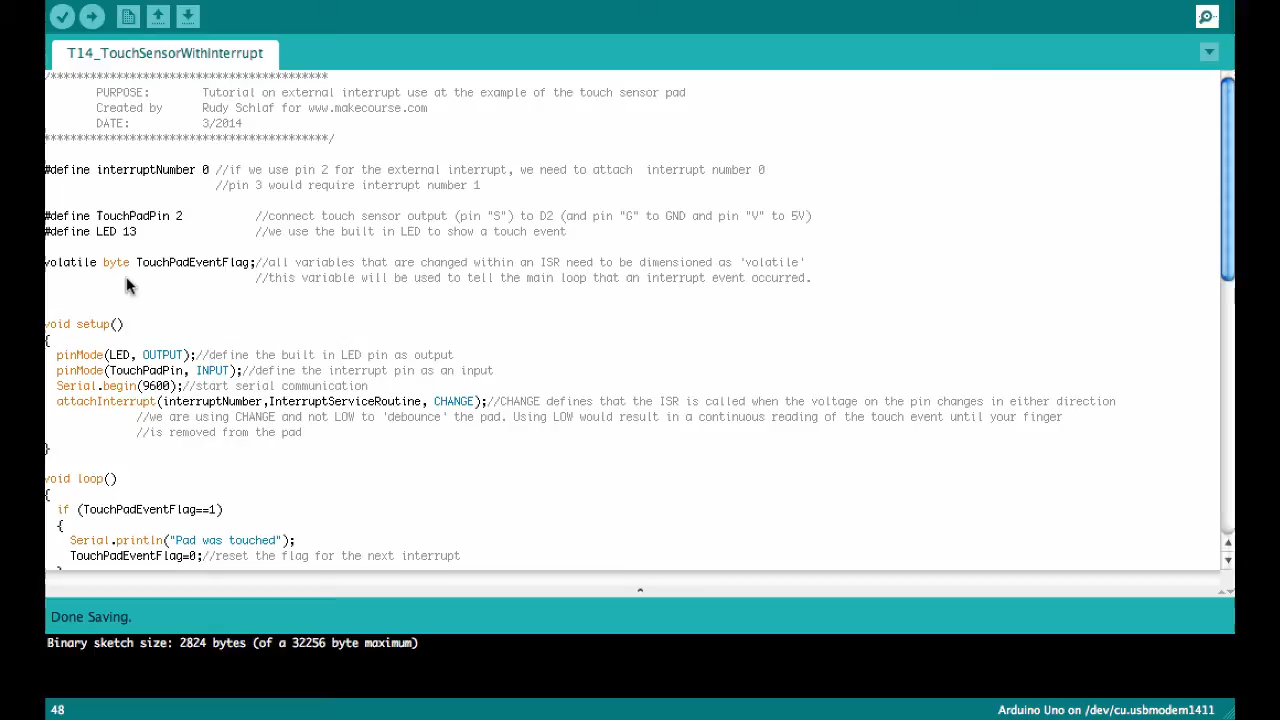 T14_TouchSensorWithInterrupt
/******************************************
PURPOSE: Tutorial on external interrupt use at the example of the touch sensor pad
Created by Rudy Schlaf for www.makecourse.com
DATE: 3/2014
*******************************************/
#define interruptNumber 0 //if we use pin 2 for the external interrupt, we need to attach  interrupt number 0
//pin 3 would require interrupt number 1
#define TouchPadPin 2 //connect touch sensor output (pin "S") to D2 (and pin "G" to GND and pin "V" to 5V)
#define LED 13 //we use the built in LED to show a touch event
volatile byte TouchPadEventFlag;//all variables that are changed within an ISR need to be dimensioned as 'volatile'
//this variable will be used to tell the main loop that an interrupt event occurred.
void setup()
{
pinMode(LED, OUTPUT);//define the built in LED pin as output
pinMode(TouchPadPin, INPUT);//define the interrupt pin as an input
Serial.begin(9600);//start serial communication
attachInterrupt(interruptNumber,InterruptServiceRoutine, CHANGE);//CHANGE defines that the ISR is called when the voltage on the pin changes in either direction
//we are using CHANGE and not LOW to 'debounce' the pad. Using LOW would result in a continuous reading of the touch event until your finger
//is removed from the pad
}
void loop()
{
if (TouchPadEventFlag==1)
{
Serial.println("Pad was touched");
TouchPadEventFlag=0;//reset the flag for the next interrupt
}
Done Saving.
Binary sketch size: 2824 bytes (of a 32256 byte maximum)
48 Arduino Uno on /dev/cu.usbmodem1411